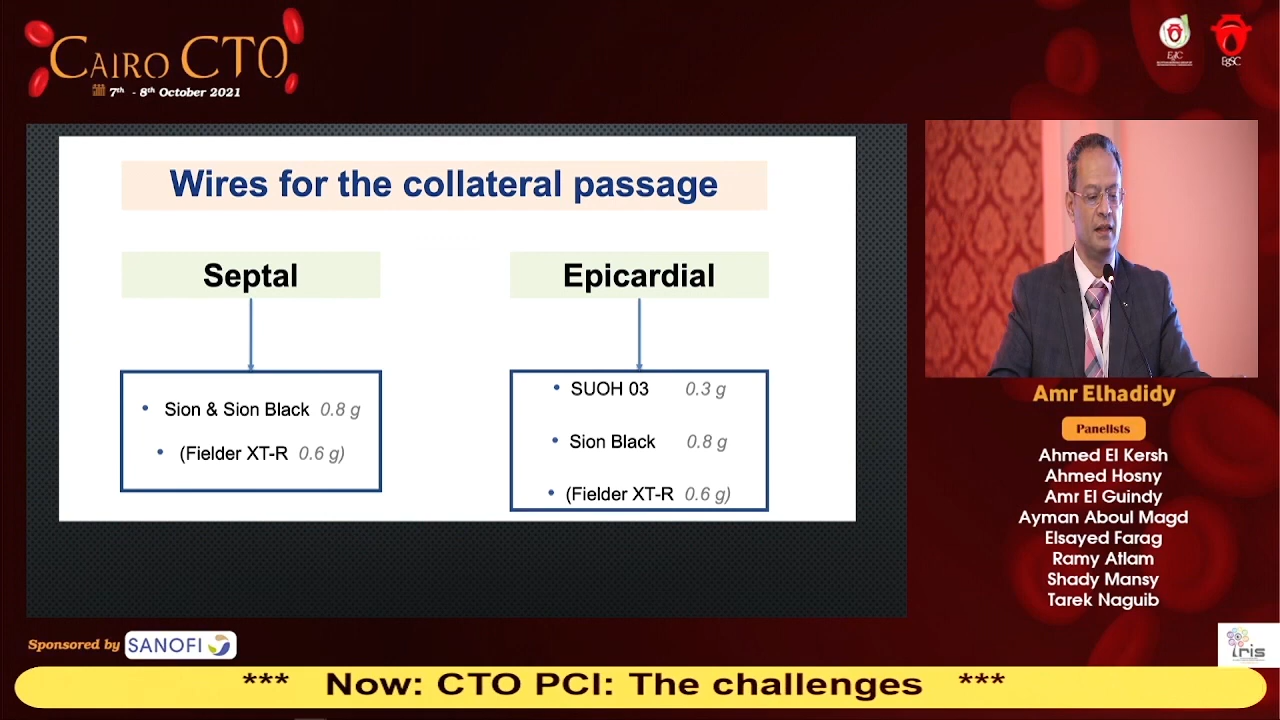 CAIRO CTO
7th - 8th October 2021
EgSC
Wires for the collateral passage
Septal
Epicardial
• Sion & Sion Black 0.8 g
• (Fielder XT-R 0.6 g)
• SUOH 03 0.3 g
• Sion Black 0.8 g
• (Fielder XT-R 0.6 g)
Amr Elhadidy
Panelists
Ahmed El Kersh
Ahmed Hosny
Amr El Guindy
Ayman Aboul Magd
Elsayed Farag
Ramy Atlam
Shady Mansy
Tarek Naguib
Sponsored by SANOFI
Iris
*** Now: CTO PCI: The challenges ***